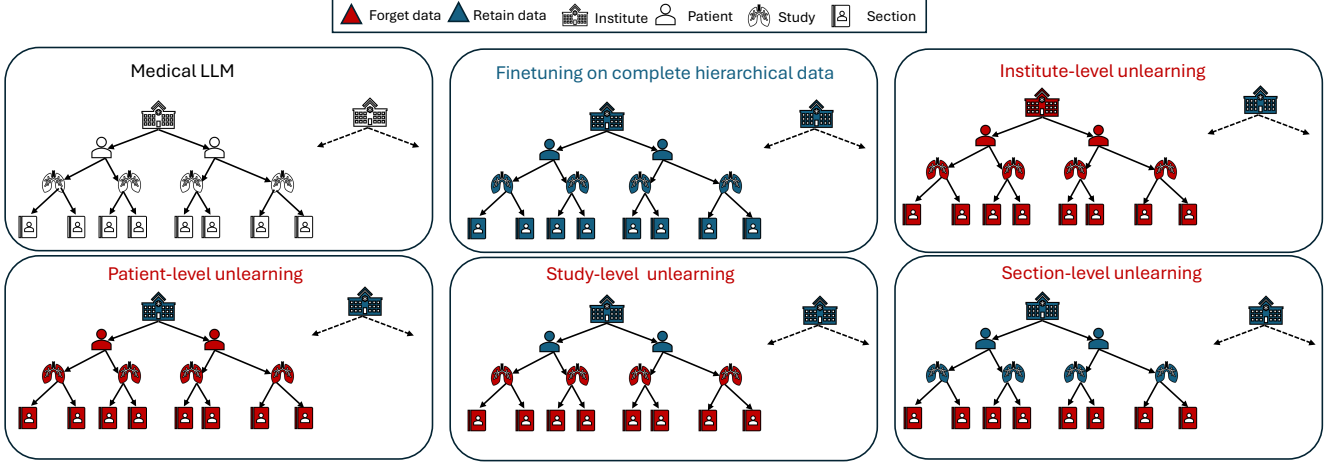 Forget data Retain data Institute Patient Study Section
Medical LLM
Finetuning on complete hierarchical data
Institute-level unlearning
Patient-level unlearning
Study-level unlearning
Section-level unlearning